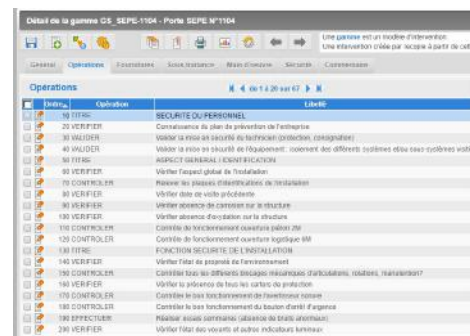 Détail de la gamme GS_SEPE-1104 - Porte SEPE N°1104
Une gamme est un modèle d'intervention.
Une intervention créée par recopie à partir de cet
Général Opérations Fournitures Sous-traitance Main d'oeuvre Sécurité Commentaire
Opérations de 1 à 20 sur 67
Ordre Opération Libellé
10 TITRE SECURITE DU PERSONNEL
20 VERIFIER Connaissance du plan de prévention de l'entreprise
30 VALIDER Valider la mise en sécurité du technicien (protection, consignation)
40 VALIDER Valider la mise en sécurité de l'équipement : isolement des différents systèmes et/ou sous-systèmes visités
50 TITRE ASPECT GENERAL / IDENTIFICATION
60 VERIFIER Vérifier l'aspect global de l'installation
70 CONTROLER Relever les plaques d'identifications de l'installation
80 VERIFIER Vérifier date de visite précédente
90 VERIFIER Vérifier absence de corrosion sur la structure
100 VERIFIER Vérifier absence d'oxydation sur la structure
110 CONTROLER Contrôle de fonctionnement ouverture piéton 2M
120 CONTROLER Contrôle de fonctionnement ouverture logistique 6M
130 TITRE FONCTION SECURITE DE L'INSTALLATION
140 VERIFIER Vérifier l'état de propreté de l'environnement
150 CONTROLER Contrôler tous les différents blocages mécaniques d'articulations, rotations, manutention?
160 VERIFIER Vérifier la présence de tous les carters de protection
170 CONTROLER Contrôler le bon fonctionnement de l'avertisseur sonore
180 CONTROLER Contrôler le bon fonctionnement du bouton d'arrêt d'urgence
190 EFFECTUER Réaliser essais sommaires (absence de bruits anormaux)
200 VERIFIER Vérifier l'état des voyants et autres indicateurs lumineux